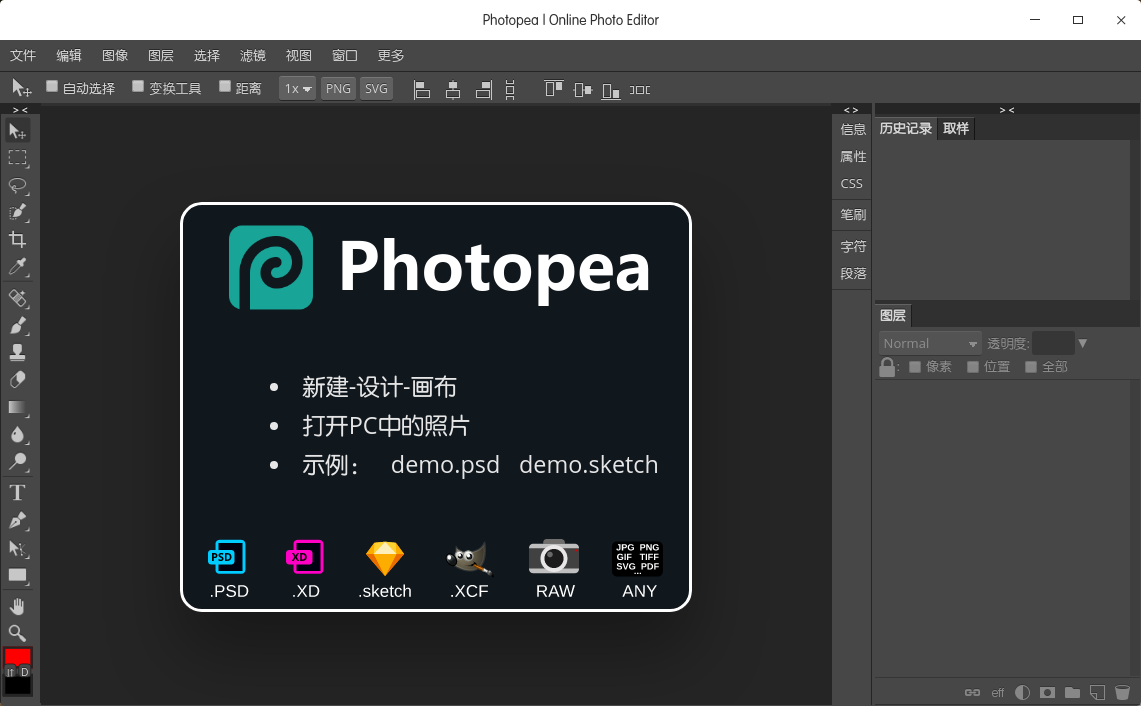 Photopea | Online Photo Editor
文件 编辑 图像 图层 选择 滤镜 视图 窗口 更多
自动选择 变换工具 距离 1x PNG SVG
> < < > > <
信息
属性
CSS
笔刷
字符
段落
历史记录 取样
Photopea
新建-设计-画布
打开PC中的照片
示例： demo.psd demo.sketch
PSD XD JPG PNG
GIF TIFF
SVG PDF
...
.PSD .XD .sketch .XCF RAW ANY
图层
Normal 透明度:
: 像素 位置 全部
T
D
eff